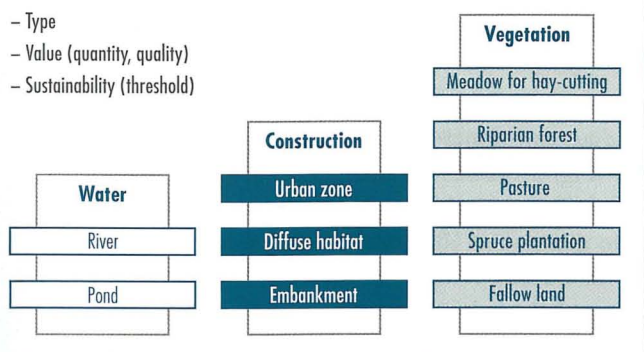 – Type
– Value (quantity, quality)
– Sustainability (threshold)
Water
River
Pond
Construction
Urban zone
Diffuse habitat
Embankment
Vegetation
Meadow for hay-cutting
Riparian forest
Pasture
Spruce plantation
Fallow land